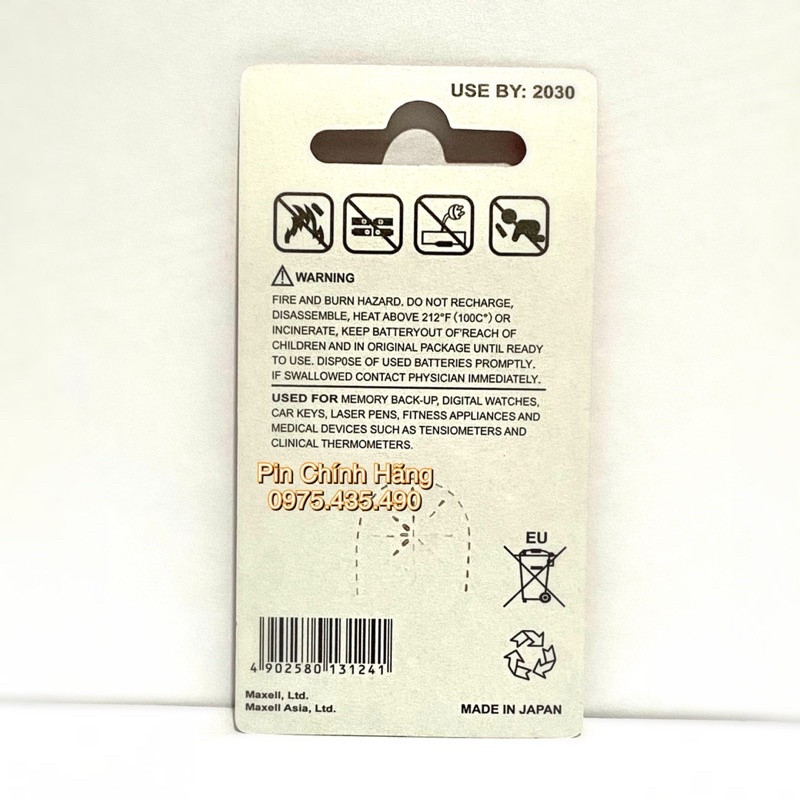 USE BY: 2030
WARNING
FIRE AND BURN HAZARD. DO NOT RECHARGE,
DISASSEMBLE, HEAT ABOVE 212°F (100C°) OR
INCINERATE, KEEP BATTERYOUT OF'REACH OF
CHILDREN AND IN ORIGINAL PACKAGE UNTIL READY
TO USE. DISPOSE OF USED BATTERIES PROMPTLY.
IF SWALLOWED CONTACT PHYSICIAN IMMEDIATELY.
USED FOR MEMORY BACK-UP, DIGITAL WATCHES,
CAR KEYS, LASER PENS, FITNESS APPLIANCES AND
MEDICAL DEVICES SUCH AS TENSIOMETERS AND
CLINICAL THERMOMETERS.
Pin Chính Hãng
0975.435.490
EU
4 902580 131241
Maxell, Ltd.
Maxell Asia, Ltd.
MADE IN JAPAN